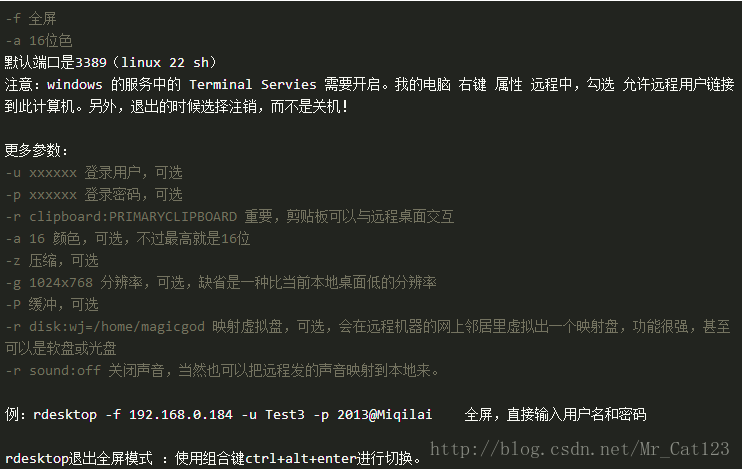 -f 全屏
-a 16位色
默认端口是3389（linux 22 sh）
注意：windows 的服务中的 Terminal Servies 需要开启。我的电脑 右键 属性 远程中，勾选 允许远程用户链接
到此计算机。另外，退出的时候选择注销，而不是关机！
更多参数：
-u xxxxxx 登录用户，可选
-p xxxxxx 登录密码，可选
-r clipboard:PRIMARYCLIPBOARD 重要，剪贴板可以与远程桌面交互
-a 16 颜色，可选，不过最高就是16位
-z 压缩，可选
-g 1024x768 分辨率，可选，缺省是一种比当前本地桌面低的分辨率
-P 缓冲，可选
-r disk:wj=/home/magicgod 映射虚拟盘，可选，会在远程机器的网上邻居里虚拟出一个映射盘，功能很强，甚至
可以是软盘或光盘
-r sound:off 关闭声音，当然也可以把远程发的声音映射到本地来。
例：rdesktop -f 192.168.0.184 -u Test3 -p 2013@Miqilai 全屏，直接输入用户名和密码
rdesktop退出全屏模式 ：使用组合键ctrl+alt+enter进行切换。
http://blog.csdn.net/Mr_Cat123